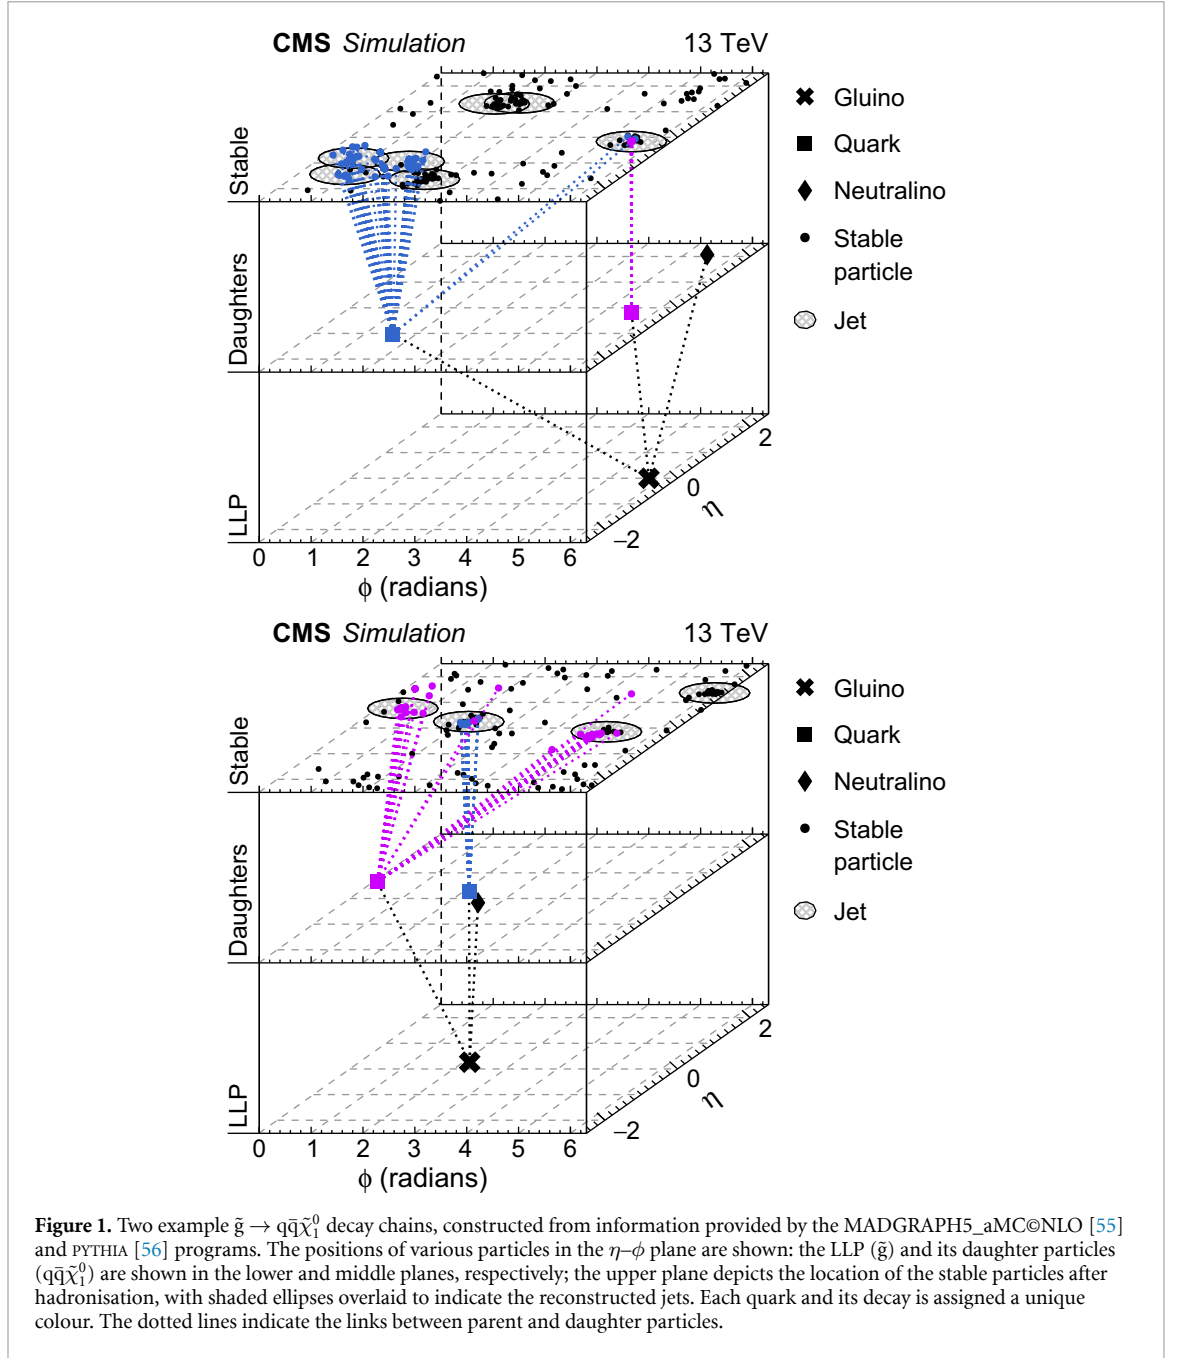 CMS Simulation 13 TeV
Gluino
Quark
Neutralino
Stable
particle
Jet
Stable
Daughters
LLP
2
0
η
−2
0 1 2 3 4 5 6
ϕ (radians)
CMS Simulation 13 TeV
Gluino
Quark
Neutralino
Stable
particle
Jet
Stable
Daughters
LLP
2
0
η
−2
0 1 2 3 4 5 6
ϕ (radians)
Figure 1. Two example g̃ → qq̄χ̃₁⁰ decay chains, constructed from information provided by the MADGRAPH5_aMC©NLO [55]
and PYTHIA [56] programs. The positions of various particles in the η–ϕ plane are shown: the LLP (g̃) and its daughter particles
(qq̄χ̃₁⁰) are shown in the lower and middle planes, respectively; the upper plane depicts the location of the stable particles after
hadronisation, with shaded ellipses overlaid to indicate the reconstructed jets. Each quark and its decay is assigned a unique
colour. The dotted lines indicate the links between parent and daughter particles.